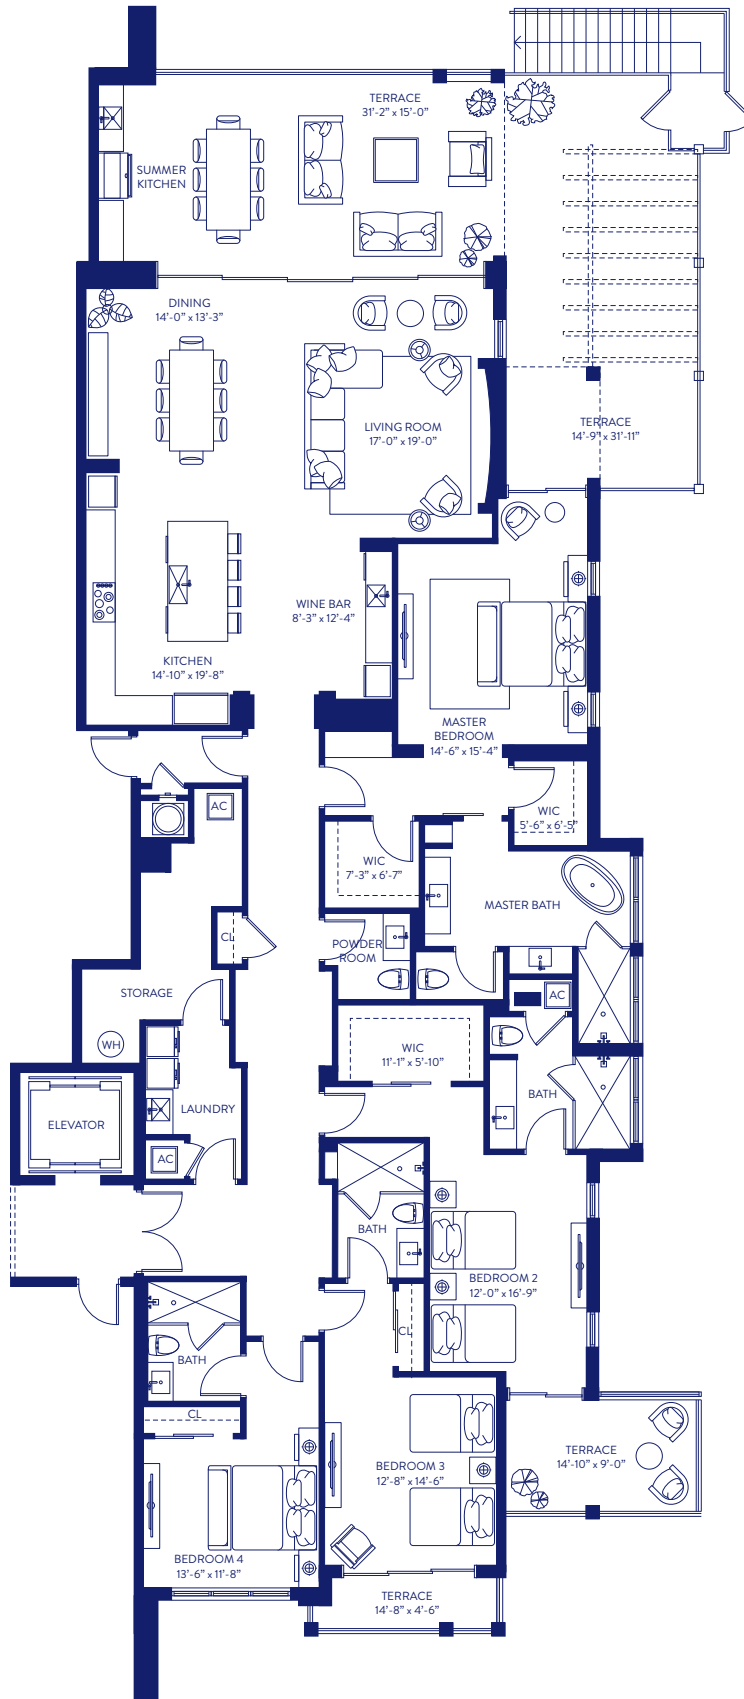 TERRACE
31'-2" x 15'-0"
SUMMER
KITCHEN
DINING
14'-0" x 13'-3"
LIVING ROOM
17'-0" x 19'-0"
TERRACE
14'-9" x 31'-11"
WINE BAR
8'-3" x 12'-4"
KITCHEN
14'-10" x 19'-8"
MASTER
BEDROOM
14'-6" x 15'-4"
AC
WIC
5'-6" x 6'-5"
WIC
7'-3" x 6'-7"
MASTER BATH
CL
POWDER
ROOM
STORAGE
AC
WH
WIC
11'-1" x 5'-10"
BATH
LAUNDRY
ELEVATOR
AC
BATH
BEDROOM 2
12'-0" x 16'-9"
CL
BATH
CL
TERRACE
14'-10" x 9'-0"
BEDROOM 3
12'-8" x 14'-6"
BEDROOM 4
13'-6" x 11'-8"
TERRACE
14'-8" x 4'-6"